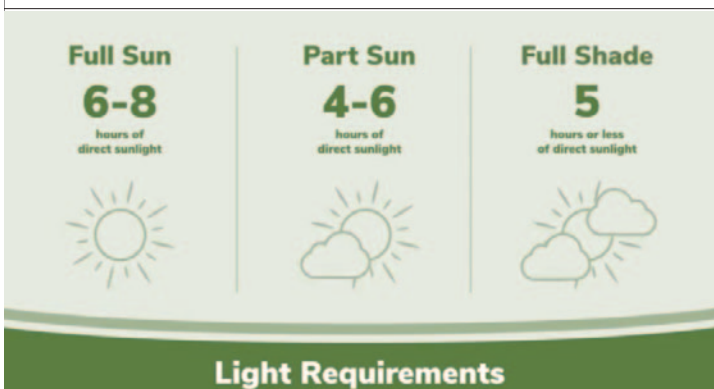 Full Sun
6-8
hours of
direct sunlight
Part Sun
4-6
hours of
direct sunlight
Full Shade
5
hours or less
of direct sunlight
Light Requirements